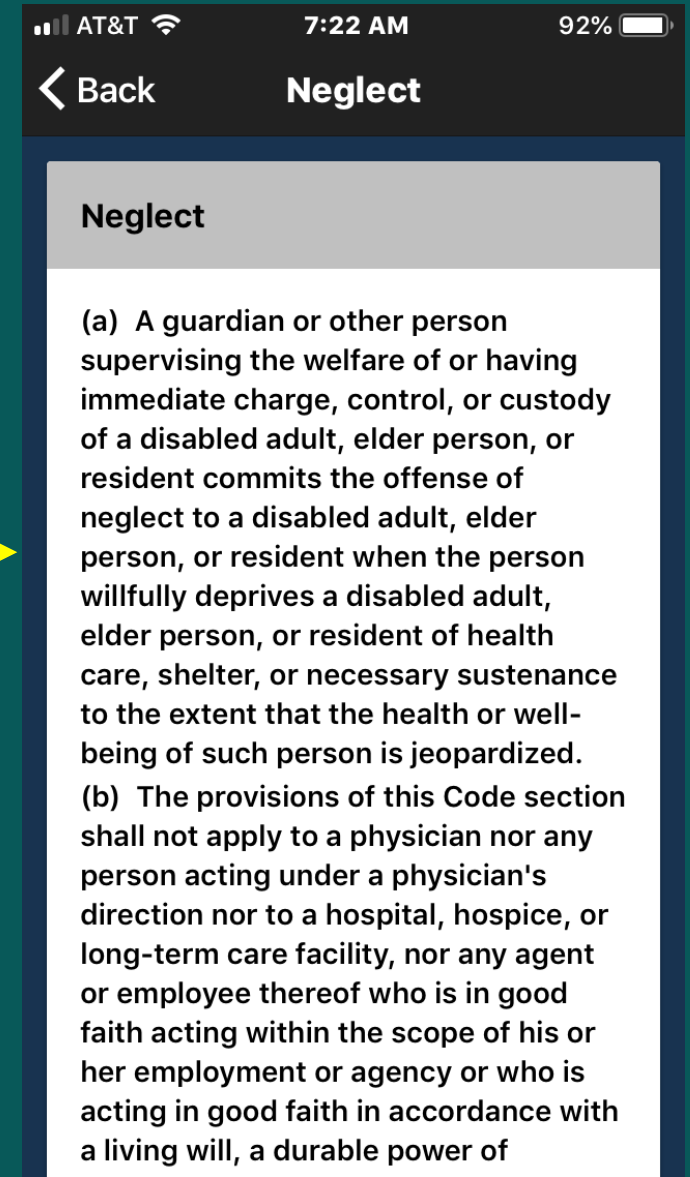 AT&T 7:22 AM 92%
Back Neglect
Neglect
(a) A guardian or other person
supervising the welfare of or having
immediate charge, control, or custody
of a disabled adult, elder person, or
resident commits the offense of
neglect to a disabled adult, elder
person, or resident when the person
willfully deprives a disabled adult,
elder person, or resident of health
care, shelter, or necessary sustenance
to the extent that the health or well-
being of such person is jeopardized.
(b) The provisions of this Code section
shall not apply to a physician nor any
person acting under a physician's
direction nor to a hospital, hospice, or
long-term care facility, nor any agent
or employee thereof who is in good
faith acting within the scope of his or
her employment or agency or who is
acting in good faith in accordance with
a living will, a durable power of